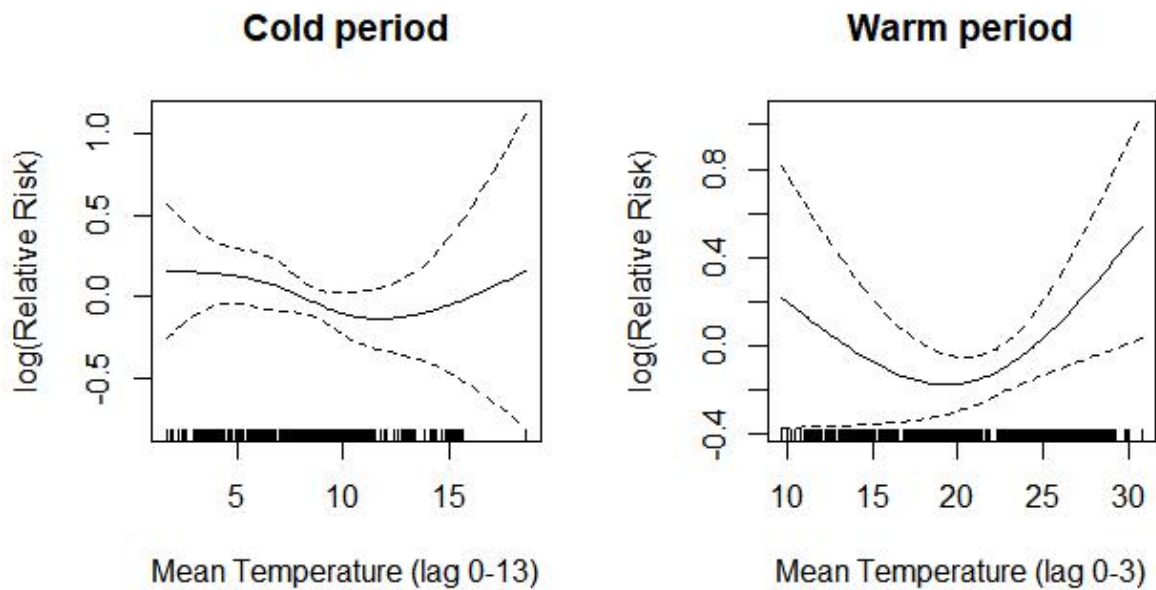 Cold period
log(Relative Risk)
1.0
0.5
0.0
-0.5
5 10 15
Mean Temperature (lag 0-13)
Warm period
log(Relative Risk)
0.8
0.4
0.0
-0.4
10 15 20 25 30
Mean Temperature (lag 0-3)